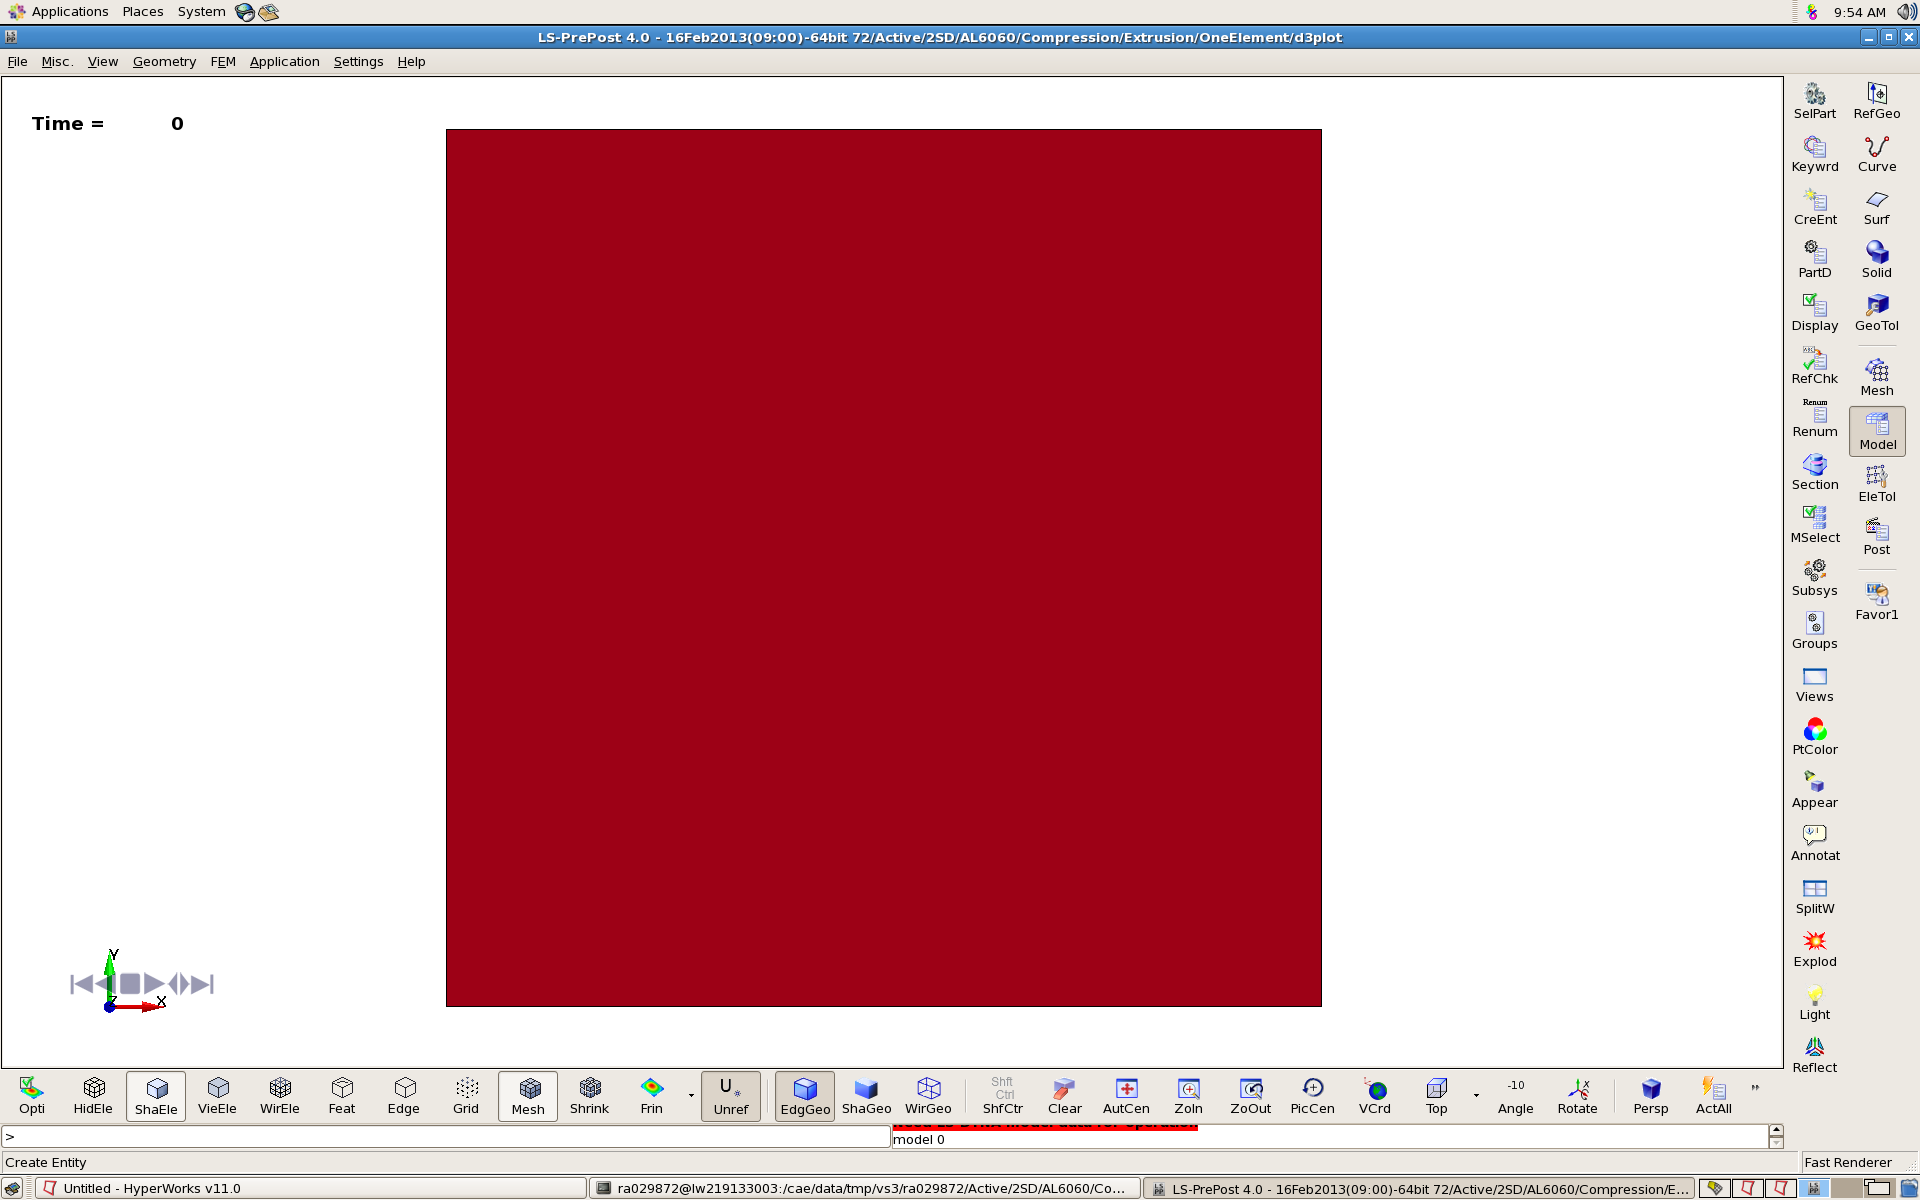 Applications Places System 9:54 AM
LS-PrePost 4.0 - 16Feb2013(09:00)-64bit 72/Active/2SD/AL6060/Compression/Extrusion/OneElement/d3plot
File Misc. View Geometry FEM Application Settings Help
Time = 0
SelPart RefGeo
Keywrd Curve
CreEnt Surf
PartD Solid
Display GeoTol
RefChk
Mesh
Renum
Renum
Model
Section
EleTol
MSelect
Post
Subsys
Favor1
Groups
Views
PtColor
Appear
Annotat
SplitW
Explod
Light
Reflect
Y
Z X
Opti HidEle ShaEle VieEle WirEle Feat Edge Grid Mesh Shrink Frin Unref EdgGeo ShaGeo WirGeo ShfCtr Clear AutCen ZoIn ZoOut PicCen VCrd Top Angle Rotate Persp ActAll
U
Shft
Ctrl
-10
>
model 0
Create Entity Fast Renderer
Untitled - HyperWorks v11.0 ra029872@lw219133003:/cae/data/tmp/vs3/ra029872/Active/2SD/AL6060/Co... LS-PrePost 4.0 - 16Feb2013(09:00)-64bit 72/Active/2SD/AL6060/Compression/E...